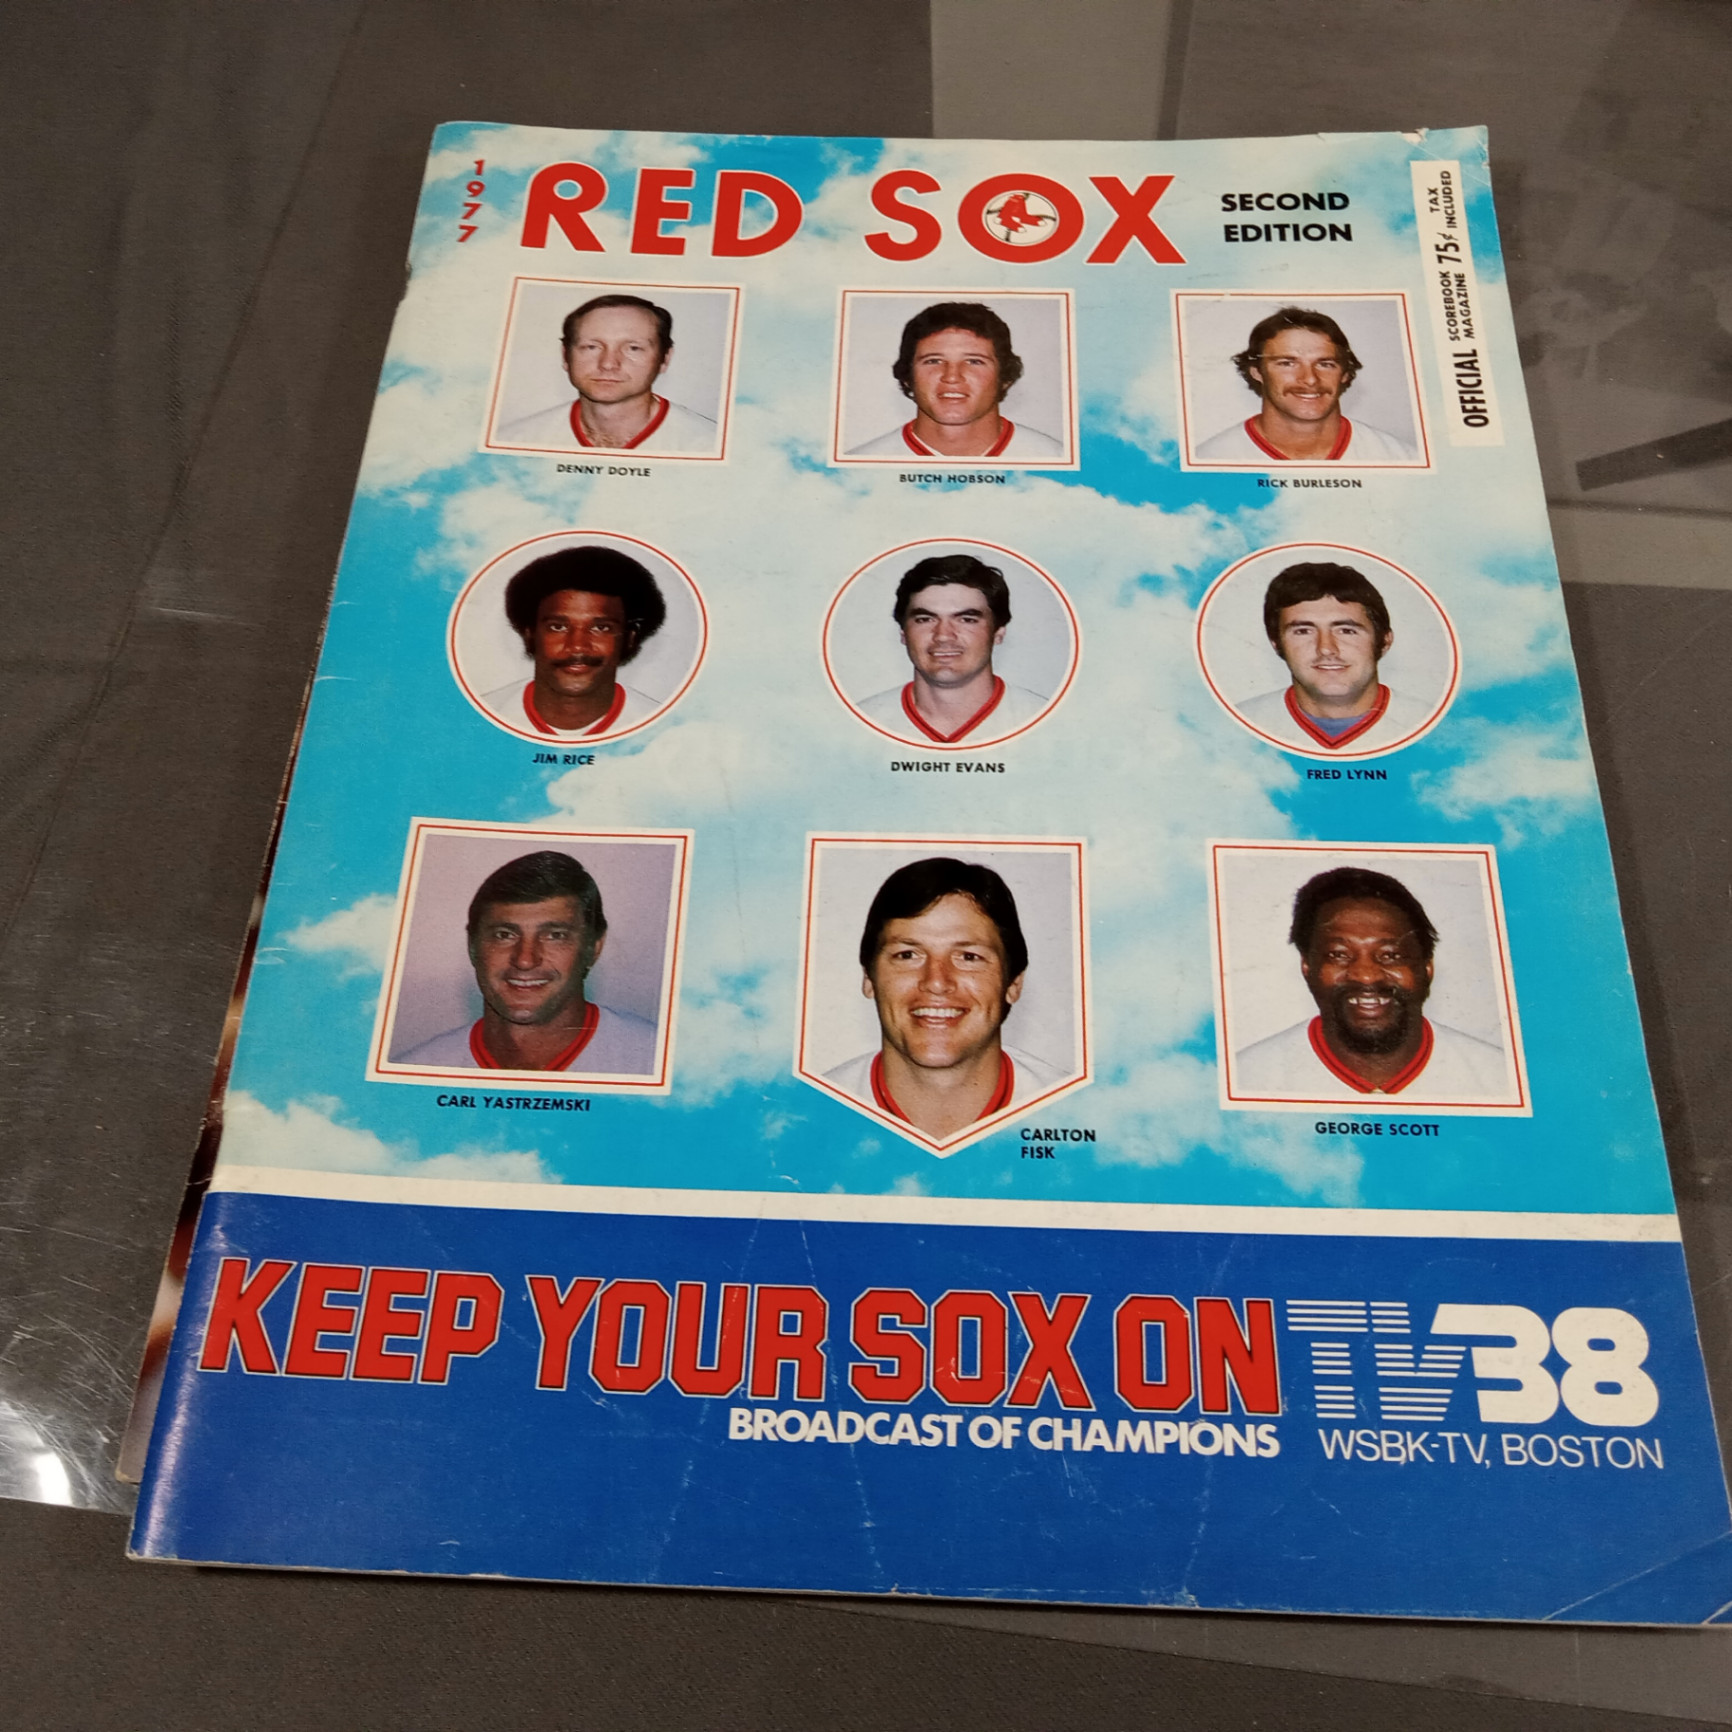 1977
RED SOX
SECOND
EDITION
OFFICIAL SCOREBOOK MAGAZINE 75¢ TAX INCLUDED
DENNY DOYLE
BUTCH HOBSON
RICK BURLESON
JIM RICE
DWIGHT EVANS
FRED LYNN
CARL YASTRZEMSKI
CARLTON
FISK
GEORGE SCOTT
KEEP YOUR SOX ON TV38
BROADCAST OF CHAMPIONS
WSBK-TV, BOSTON